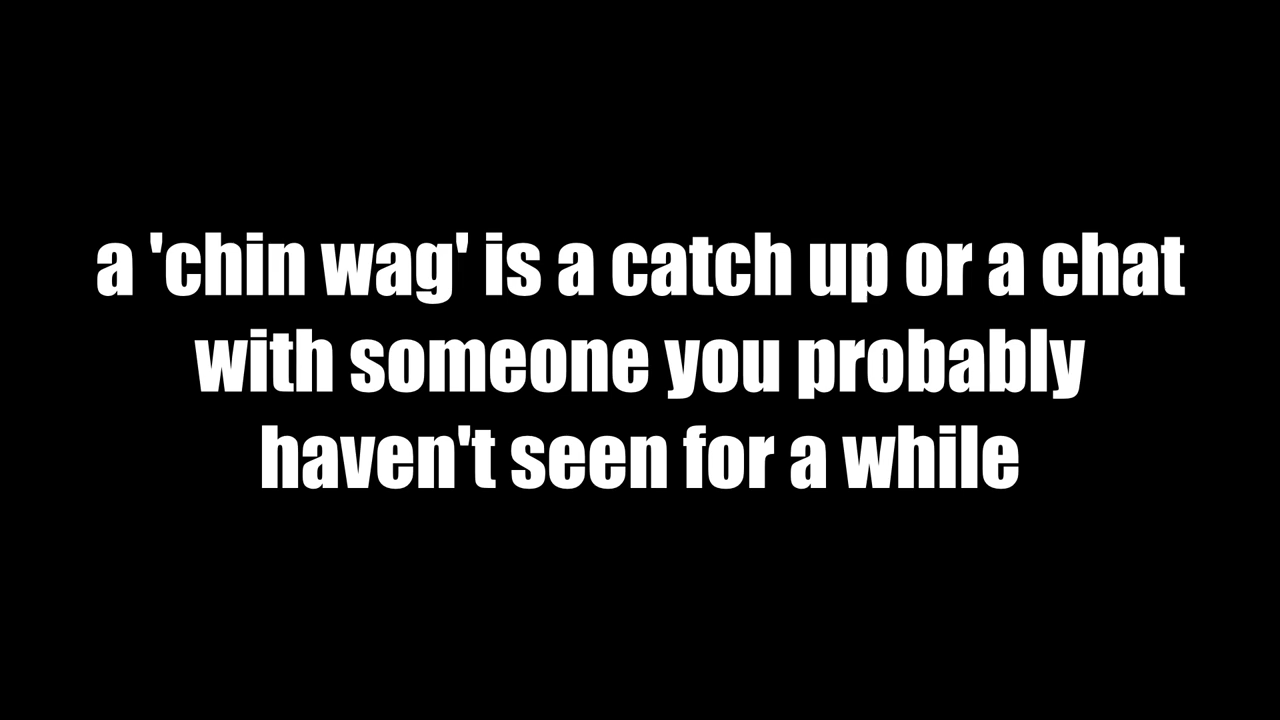 a 'chin wag' is a catch up or a chat
with someone you probably
haven't seen for a while